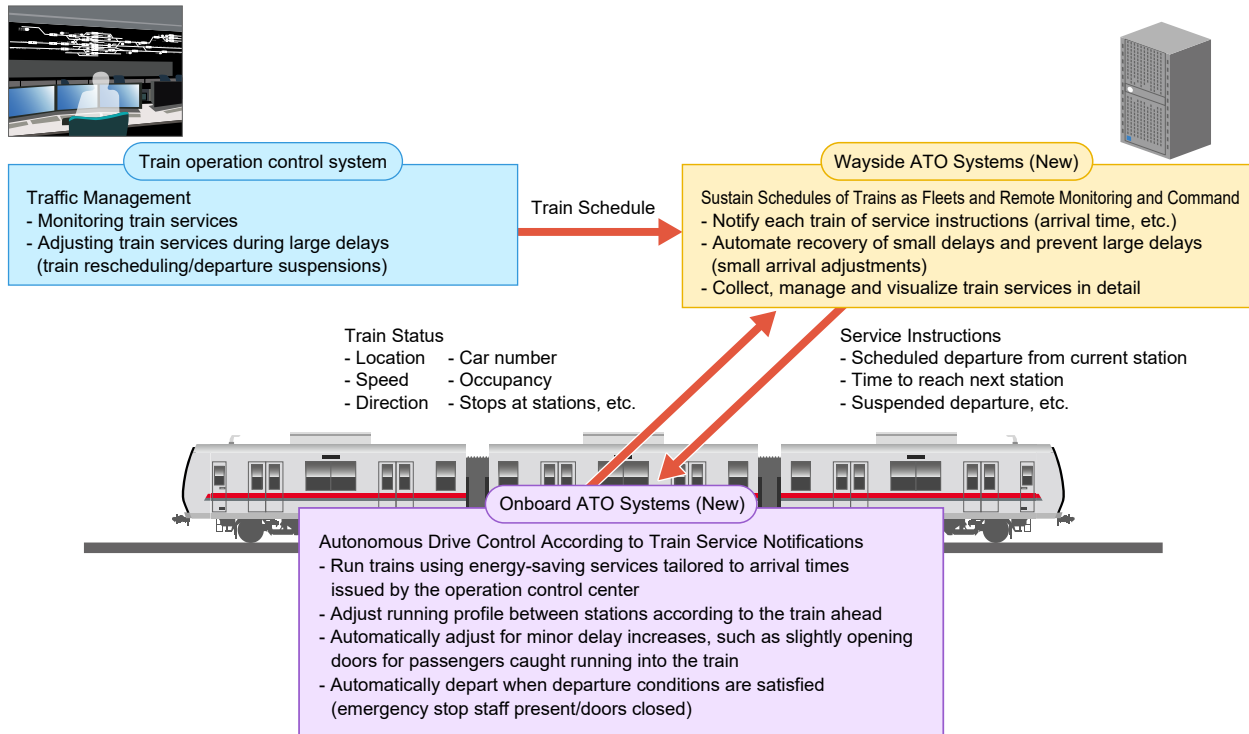 Train operation control system
Traffic Management
- Monitoring train services
- Adjusting train services during large delays
(train rescheduling/departure suspensions)
Train Schedule
Wayside ATO Systems (New)
Sustain Schedules of Trains as Fleets and Remote Monitoring and Command
- Notify each train of service instructions (arrival time, etc.)
- Automate recovery of small delays and prevent large delays
(small arrival adjustments)
- Collect, manage and visualize train services in detail
Train Status
- Location - Car number
- Speed - Occupancy
- Direction - Stops at stations, etc.
Service Instructions
- Scheduled departure from current station
- Time to reach next station
- Suspended departure, etc.
Onboard ATO Systems (New)
Autonomous Drive Control According to Train Service Notifications
- Run trains using energy-saving services tailored to arrival times
issued by the operation control center
- Adjust running profile between stations according to the train ahead
- Automatically adjust for minor delay increases, such as slightly opening
doors for passengers caught running into the train
- Automatically depart when departure conditions are satisfied
(emergency stop staff present/doors closed)